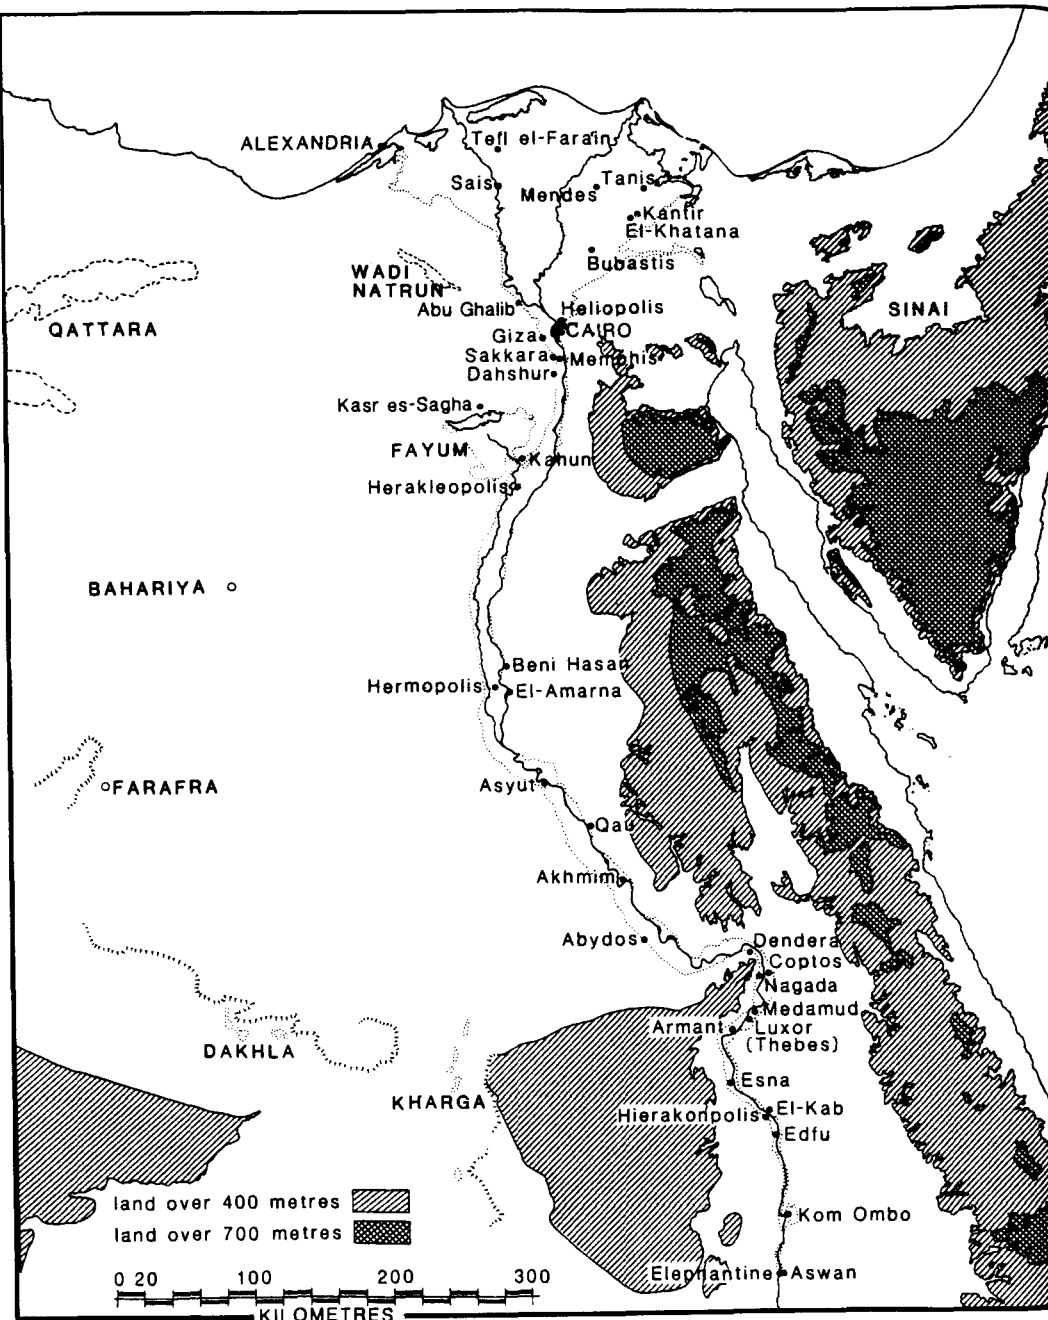 ALEXANDRIA
Tell el-Farain
Sais
Mendes
Tanis
Kantir
El-Khatana
Bubastis
WADI
NATRUN
Abu Ghalib
Heliopolis
QATTARA
SINAI
CAIRO
Giza
Sakkara
Memphis
Dahshur
Kasr es-Sagha
FAYUM
Kahun
Herakleopolis
BAHARIYA
Beni Hasan
Hermopolis
El-Amarna
Asyut
FARAFRA
Qau
Akhmim
Abydos
Dendera
Coptos
Nagada
Medamud
Armant
Luxor
(Thebes)
DAKHLA
Esna
KHARGA
El-Kab
Hierakonpolis
Edfu
land over 400 metres
land over 700 metres
Kom Ombo
Elephantine
Aswan
0 20 100 200 300
KILOMETRES